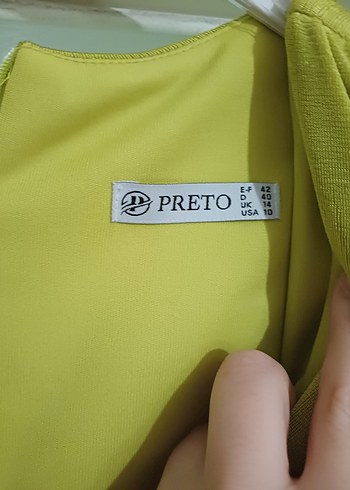 P PRETO
E-F 42
D 40
UK 14
USA 10